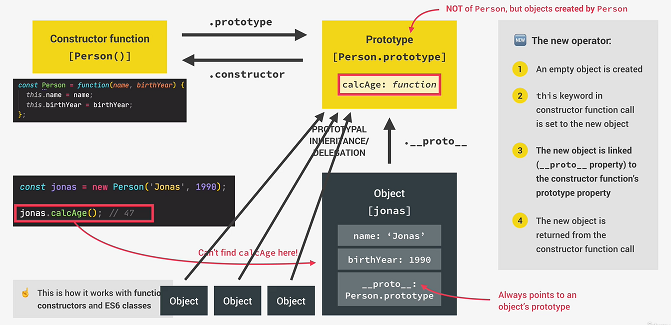 NOT of Person, but objects created by Person
.prototype
Constructor function
[Person()]
Prototype
[Person.prototype]
calcAge: function
.constructor
const Person = function(name, birthYear) {
this.name = name;
this.birthYear = birthYear;
};
PROTOTYPAL
INHERITANCE/
DELEGATION
.__proto__
const jonas = new Person('Jonas', 1990);
jonas.calcAge(); // 47
Can't find calcAge here!
Object
[jonas]
name: ‘Jonas’
birthYear: 1990
__proto__:
Person.prototype
Always points to an
object's prototype
☝ This is how it works with function
constructors and ES6 classes
Object
Object
Object
NEW The new operator:
1 An empty object is created
2 this keyword in
constructor function call
is set to the new object
3 The new object is linked
(__proto__ property) to
the constructor function's
prototype property
4 The new object is
returned from the
constructor function call